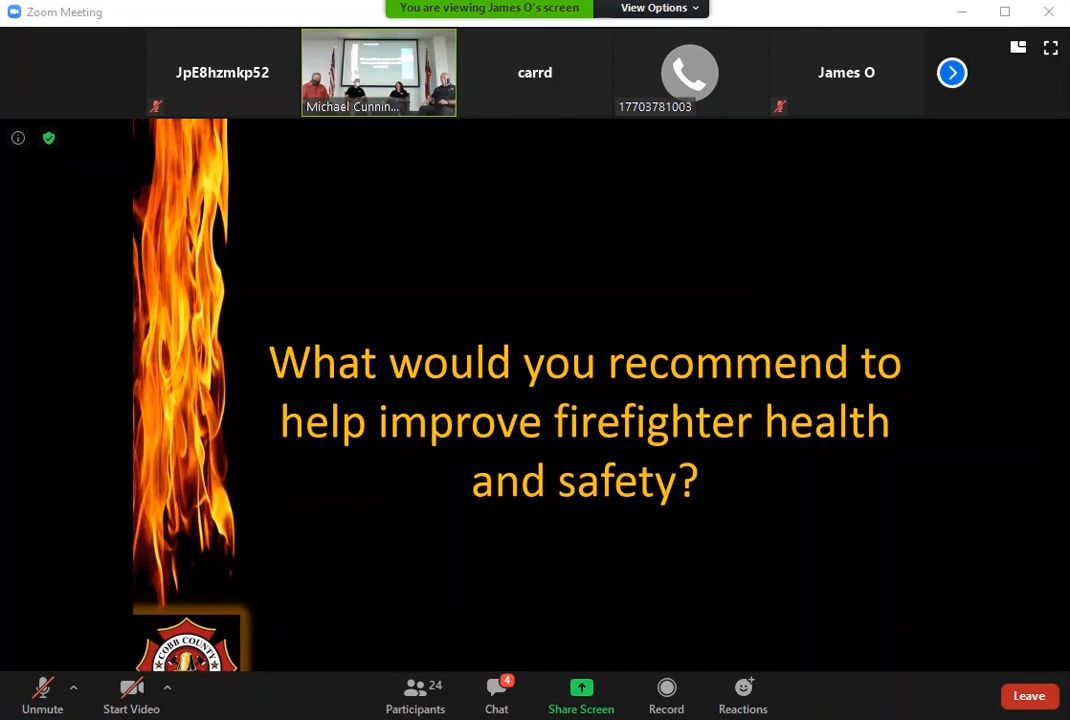 Zoom Meeting
You are viewing James O's screen
View Options
JpE8hzmkp52
Michael Cunnin...
carrd
17703781003
James O
What would you recommend to
help improve firefighter health
and safety?
COBB COUNTY
Unmute
Start Video
24
Participants
4
Chat
Share Screen
Record
Reactions
Leave